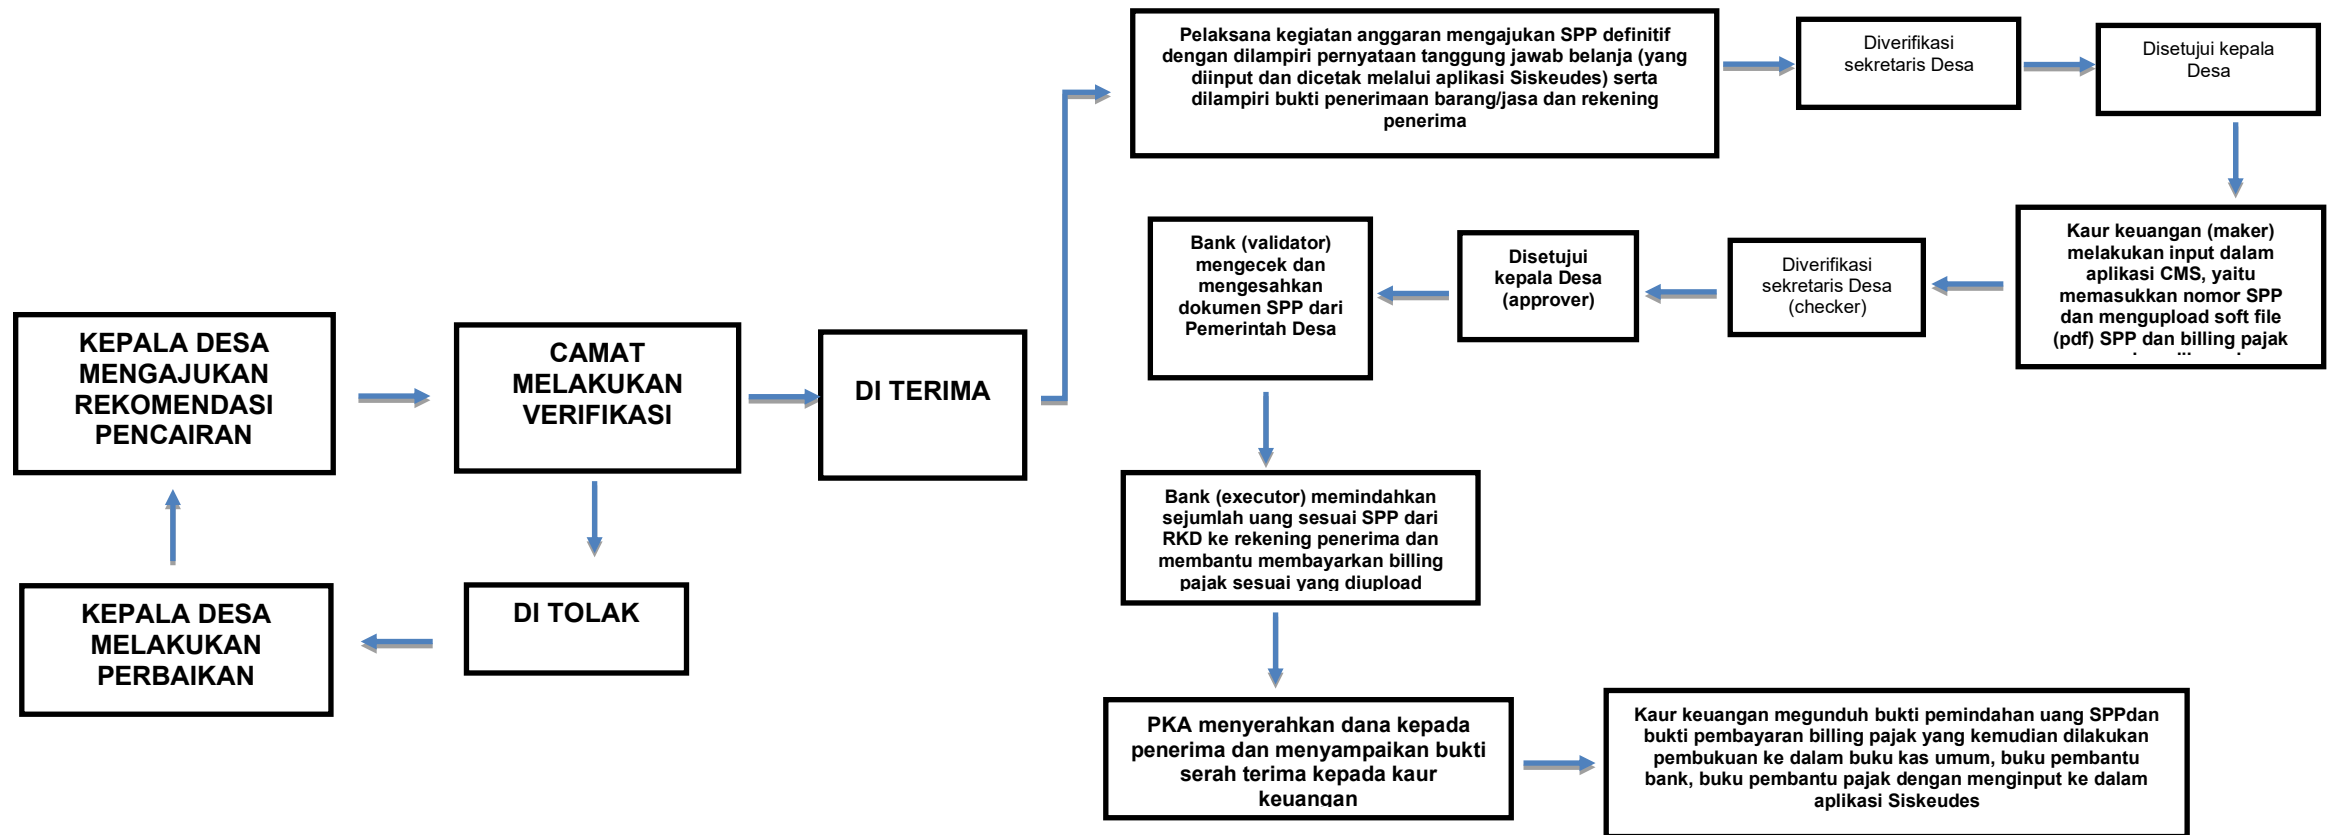 KEPALA DESA
MENGAJUKAN
REKOMENDASI
PENCAIRAN
CAMAT
MELAKUKAN
VERIFIKASI
DI TERIMA
DI TOLAK
KEPALA DESA
MELAKUKAN
PERBAIKAN
Pelaksana kegiatan anggaran mengajukan SPP definitif
dengan dilampiri pernyataan tanggung jawab belanja (yang
diinput dan dicetak melalui aplikasi Siskeudes) serta
dilampiri bukti penerimaan barang/jasa dan rekening
penerima
Diverifikasi
sekretaris Desa
Disetujui kepala
Desa
Kaur keuangan (maker)
melakukan input dalam
aplikasi CMS, yaitu
memasukkan nomor SPP
dan mengupload soft file
(pdf) SPP dan billing pajak
Diverifikasi
sekretaris Desa
(checker)
Disetujui
kepala Desa
(approver)
Bank (validator)
mengecek dan
mengesahkan
dokumen SPP dari
Pemerintah Desa
Bank (executor) memindahkan
sejumlah uang sesuai SPP dari
RKD ke rekening penerima dan
membantu membayarkan billing
pajak sesuai yang diupload
PKA menyerahkan dana kepada
penerima dan menyampaikan bukti
serah terima kepada kaur
keuangan
Kaur keuangan megunduh bukti pemindahan uang SPPdan
bukti pembayaran billing pajak yang kemudian dilakukan
pembukuan ke dalam buku kas umum, buku pembantu
bank, buku pembantu pajak dengan menginput ke dalam
aplikasi Siskeudes